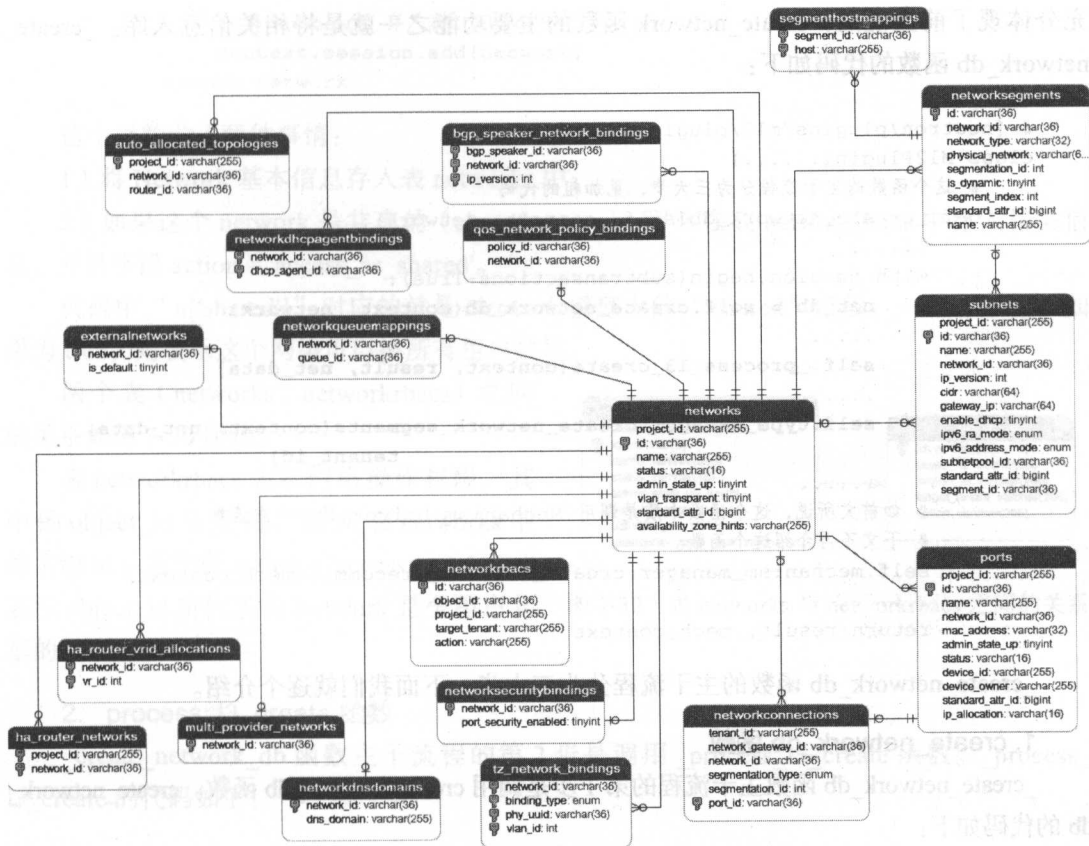 segmenthostmappings
segment_id: varchar(36)
host: varchar(255)
networksegments
id: varchar(36)
network_id: varchar(36)
network_type: varchar(32)
physical_network: varchar(6...
segmentation_id: int
is_dynamic: tinyint
segment_index: int
standard_attr_id: bigint
name: varchar(255)
auto_allocated_topologies
project_id: varchar(255)
network_id: varchar(36)
router_id: varchar(36)
bgp_speaker_network_bindings
bgp_speaker_id: varchar(36)
network_id: varchar(36)
ip_version: int
networkdhcpagentbindings
network_id: varchar(36)
dhcp_agent_id: varchar(36)
qos_network_policy_bindings
policy_id: varchar(36)
network_id: varchar(36)
externalnetworks
network_id: varchar(36)
is_default: tinyint
networkqueuemappings
network_id: varchar(36)
queue_id: varchar(36)
subnets
project_id: varchar(255)
id: varchar(36)
name: varchar(255)
network_id: varchar(36)
ip_version: int
cidr: varchar(64)
gateway_ip: varchar(64)
enable_dhcp: tinyint
ipv6_ra_mode: enum
ipv6_address_mode: enum
subnetpool_id: varchar(36)
standard_attr_id: bigint
segment_id: varchar(36)
networks
project_id: varchar(255)
id: varchar(36)
name: varchar(255)
status: varchar(16)
admin_state_up: tinyint
vlan_transparent: tinyint
standard_attr_id: bigint
availability_zone_hints: varchar(255)
networkrbacs
id: varchar(36)
object_id: varchar(36)
project_id: varchar(255)
target_tenant: varchar(255)
action: varchar(255)
ports
project_id: varchar(255)
id: varchar(36)
name: varchar(255)
network_id: varchar(36)
mac_address: varchar(32)
admin_state_up: tinyint
status: varchar(16)
device_id: varchar(255)
device_owner: varchar(255)
standard_attr_id: bigint
ip_allocation: varchar(16)
ha_router_vrid_allocations
network_id: varchar(36)
vr_id: int
networksecuritybindings
network_id: varchar(36)
port_security_enabled: tinyint
ha_router_networks
project_id: varchar(255)
network_id: varchar(36)
multi_provider_networks
network_id: varchar(36)
networkconnections
tenant_id: varchar(255)
network_gateway_id: varchar(36)
network_id: varchar(36)
segmentation_type: enum
segmentation_id: int
port_id: varchar(36)
networkdnsdomains
network_id: varchar(36)
dns_domain: varchar(255)
tz_network_bindings
network_id: varchar(36)
binding_type: enum
phy_uuid: varchar(36)
vlan_id: int